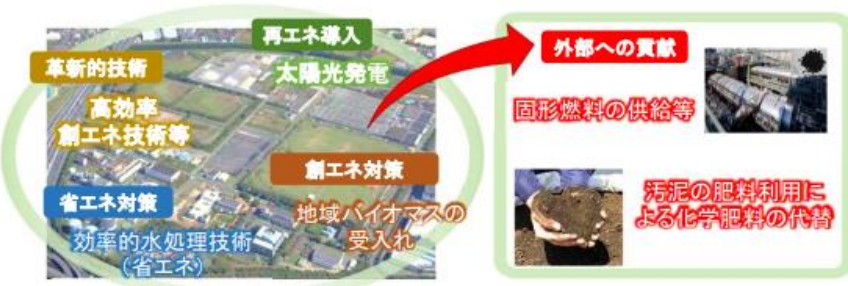 再エネ導入
太陽光発電
革新的技術
高効率
創エネ技術等
創エネ対策
地域バイオマスの
受入れ
省エネ対策
効率的水処理技術
(省エネ)
外部への貢献
固形燃料の供給等
汚泥の肥料利用に
よる化学肥料の代替